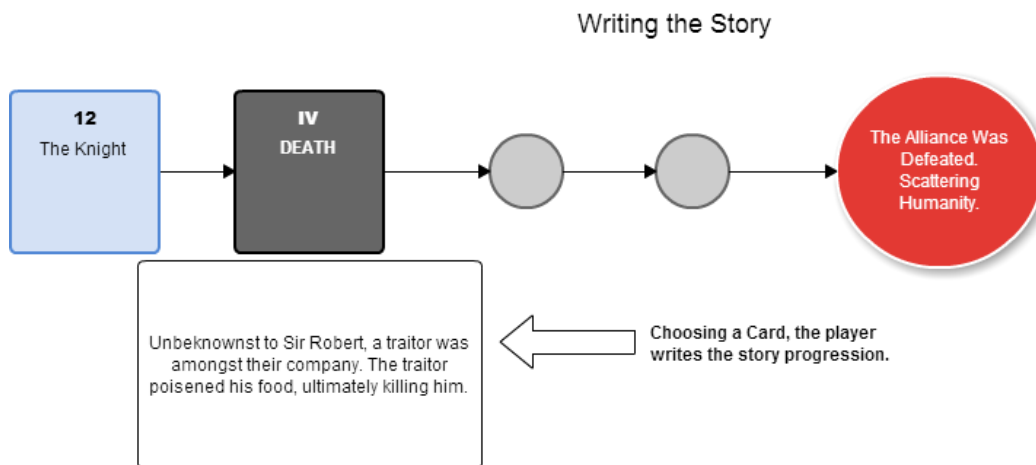 Writing the Story
12
The Knight
IV
DEATH
The Alliance Was
Defeated.
Scattering
Humanity.
Unbeknownst to Sir Robert, a traitor was
amongst their company. The traitor
poisened his food, ultimately killing him.
Choosing a Card, the player
writes the story progression.